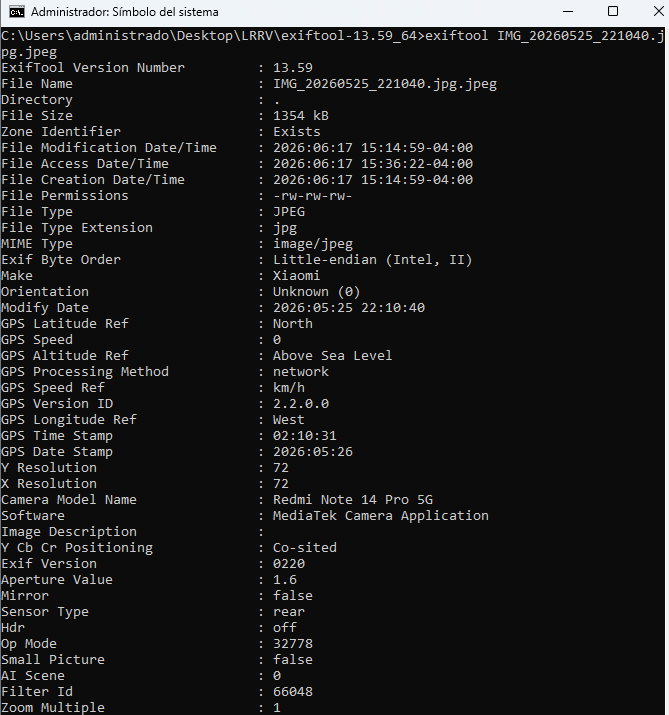 Administrador: Símbolo del sistema
C:\Users\administrado\Desktop\LRRV\exiftool-13.59_64>exiftool IMG_20260525_221040.j
pg.jpeg
ExifTool Version Number : 13.59
File Name : IMG_20260525_221040.jpg.jpeg
Directory : .
File Size : 1354 kB
Zone Identifier : Exists
File Modification Date/Time : 2026:06:17 15:14:59-04:00
File Access Date/Time : 2026:06:17 15:36:22-04:00
File Creation Date/Time : 2026:06:17 15:14:59-04:00
File Permissions : -rw-rw-rw-
File Type : JPEG
File Type Extension : jpg
MIME Type : image/jpeg
Exif Byte Order : Little-endian (Intel, II)
Make : Xiaomi
Orientation : Unknown (0)
Modify Date : 2026:05:25 22:10:40
GPS Latitude Ref : North
GPS Speed : 0
GPS Altitude Ref : Above Sea Level
GPS Processing Method : network
GPS Speed Ref : km/h
GPS Version ID : 2.2.0.0
GPS Longitude Ref : West
GPS Time Stamp : 02:10:31
GPS Date Stamp : 2026:05:26
Y Resolution : 72
X Resolution : 72
Camera Model Name : Redmi Note 14 Pro 5G
Software : MediaTek Camera Application
Image Description :
Y Cb Cr Positioning : Co-sited
Exif Version : 0220
Aperture Value : 1.6
Mirror : false
Sensor Type : rear
Hdr : off
Op Mode : 32778
Small Picture : false
AI Scene : 0
Filter Id : 66048
Zoom Multiple : 1